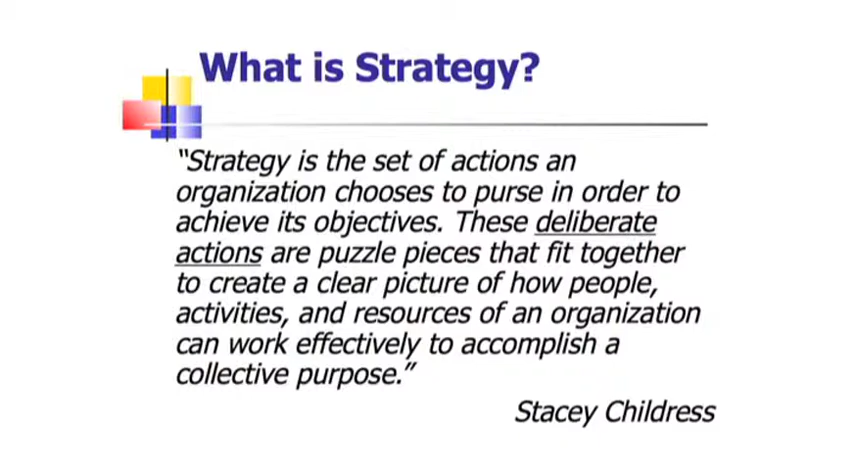 What is Strategy?
“Strategy is the set of actions an
organization chooses to purse in order to
achieve its objectives. These deliberate
actions are puzzle pieces that fit together
to create a clear picture of how people,
activities, and resources of an organization
can work effectively to accomplish a
collective purpose.”
Stacey Childress